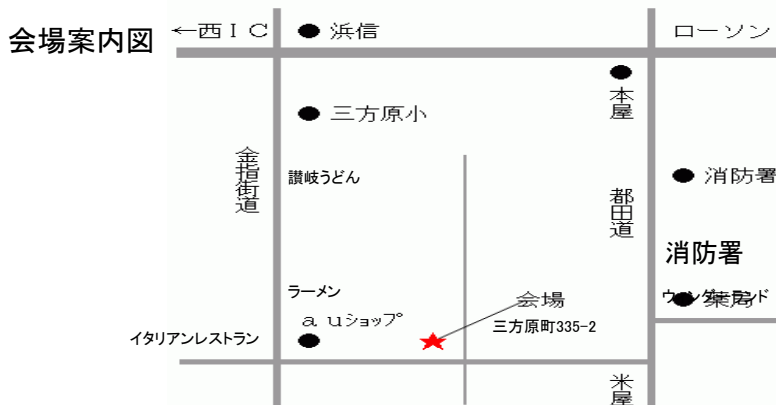 会場案内図
←西ＩＣ
浜信
ローソン
本屋
三方原小
金指街道
讃岐うどん
消防署
都田道
消防署
ラーメン
会場
ａｕショップ
三方原町335-2
イタリアンレストラン
米屋